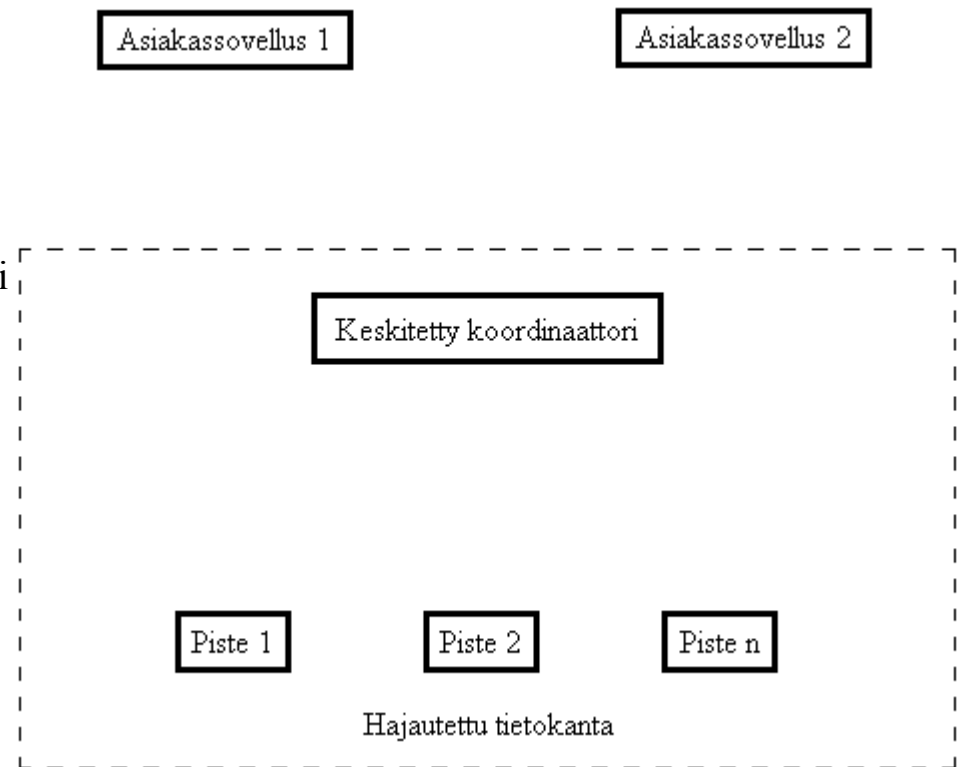 Asiakassovellus 1
Asiakassovellus 2
i
Keskitetty koordinaattori
Piste 1
Piste 2
Piste n
Hajautettu tietokanta